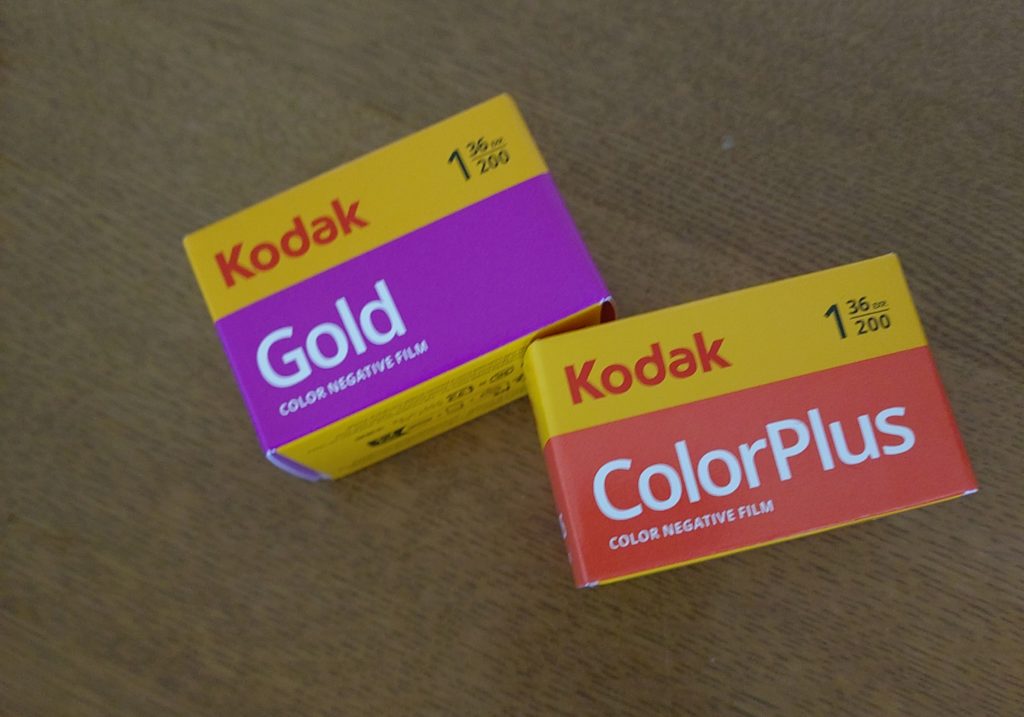 Kodak
1 36 EXP.
200
Gold
COLOR NEGATIVE FILM
Kodak
1 36 EXP.
200
ColorPlus
COLOR NEGATIVE FILM